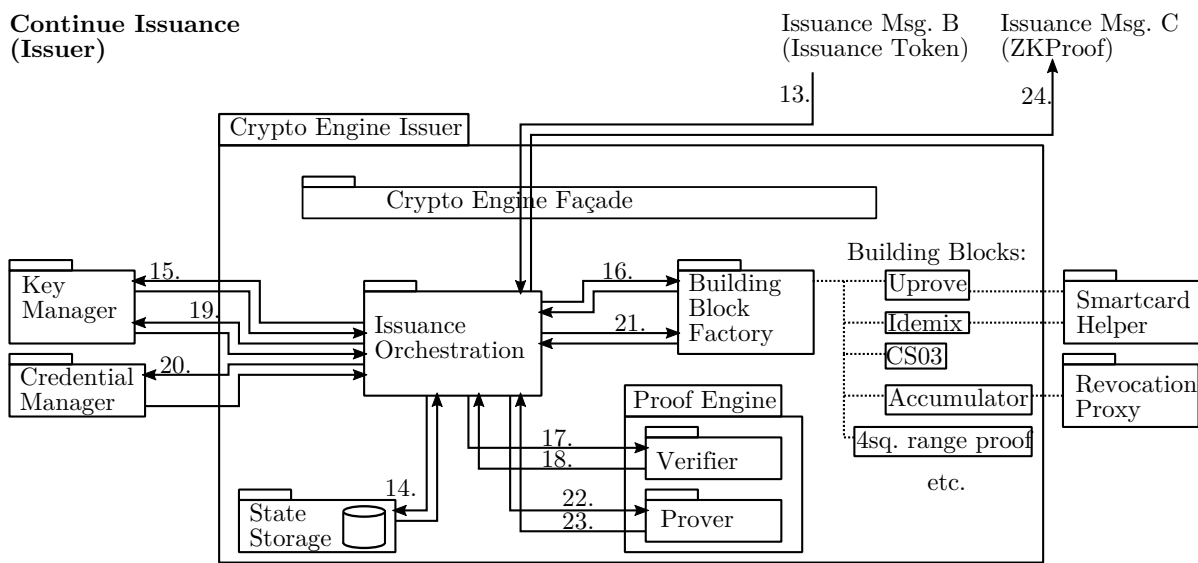 Continue Issuance
(Issuer)
Issuance Msg. B
(Issuance Token)
Issuance Msg. C
(ZKProof)
13.
24.
Crypto Engine Issuer
Crypto Engine Façade
Building Blocks:
Key
Manager
15.
19.
Credential
Manager
20.
Issuance
Orchestration
16.
21.
Building
Block
Factory
Uprove
Idemix
CS03
Accumulator
4sq. range proof
etc.
Smartcard
Helper
Revocation
Proxy
Proof Engine
17.
18.
Verifier
14.
State
Storage
22.
23.
Prover